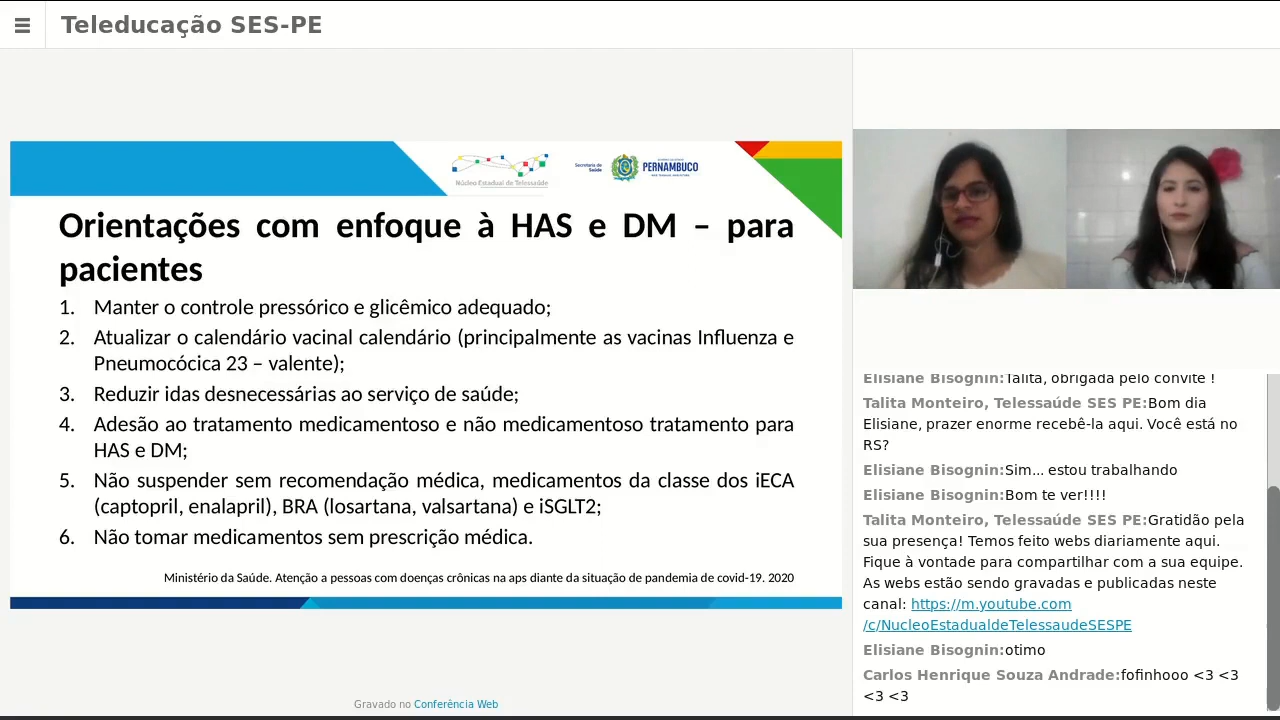 Teleducação SES-PE
Núcleo Estadual de Telessaúde
Secretaria de
Saúde
PERNAMBUCO
Orientações com enfoque à HAS e DM – para
pacientes
1. Manter o controle pressórico e glicêmico adequado;
2. Atualizar o calendário vacinal calendário (principalmente as vacinas Influenza e
Pneumocócica 23 – valente);
3. Reduzir idas desnecessárias ao serviço de saúde;
4. Adesão ao tratamento medicamentoso e não medicamentoso tratamento para
HAS e DM;
5. Não suspender sem recomendação médica, medicamentos da classe dos iECA
(captopril, enalapril), BRA (losartana, valsartana) e iSGLT2;
6. Não tomar medicamentos sem prescrição médica.
Ministério da Saúde. Atenção a pessoas com doenças crônicas na aps diante da situação de pandemia de covid-19. 2020
Gravado no Conferência Web
Elisiane Bisognin:Talita, obrigada pelo convite !
Talita Monteiro, Telessaúde SES PE:Bom dia
Elisiane, prazer enorme recebê-la aqui. Você está no
RS?
Elisiane Bisognin:Sim... estou trabalhando
Elisiane Bisognin:Bom te ver!!!!
Talita Monteiro, Telessaúde SES PE:Gratidão pela
sua presença! Temos feito webs diariamente aqui.
Fique à vontade para compartilhar com a sua equipe.
As webs estão sendo gravadas e publicadas neste
canal: https://m.youtube.com
/c/NucleoEstadualdeTelessaudeSESPE
Elisiane Bisognin:otimo
Carlos Henrique Souza Andrade:fofinhooo <3 <3
<3 <3